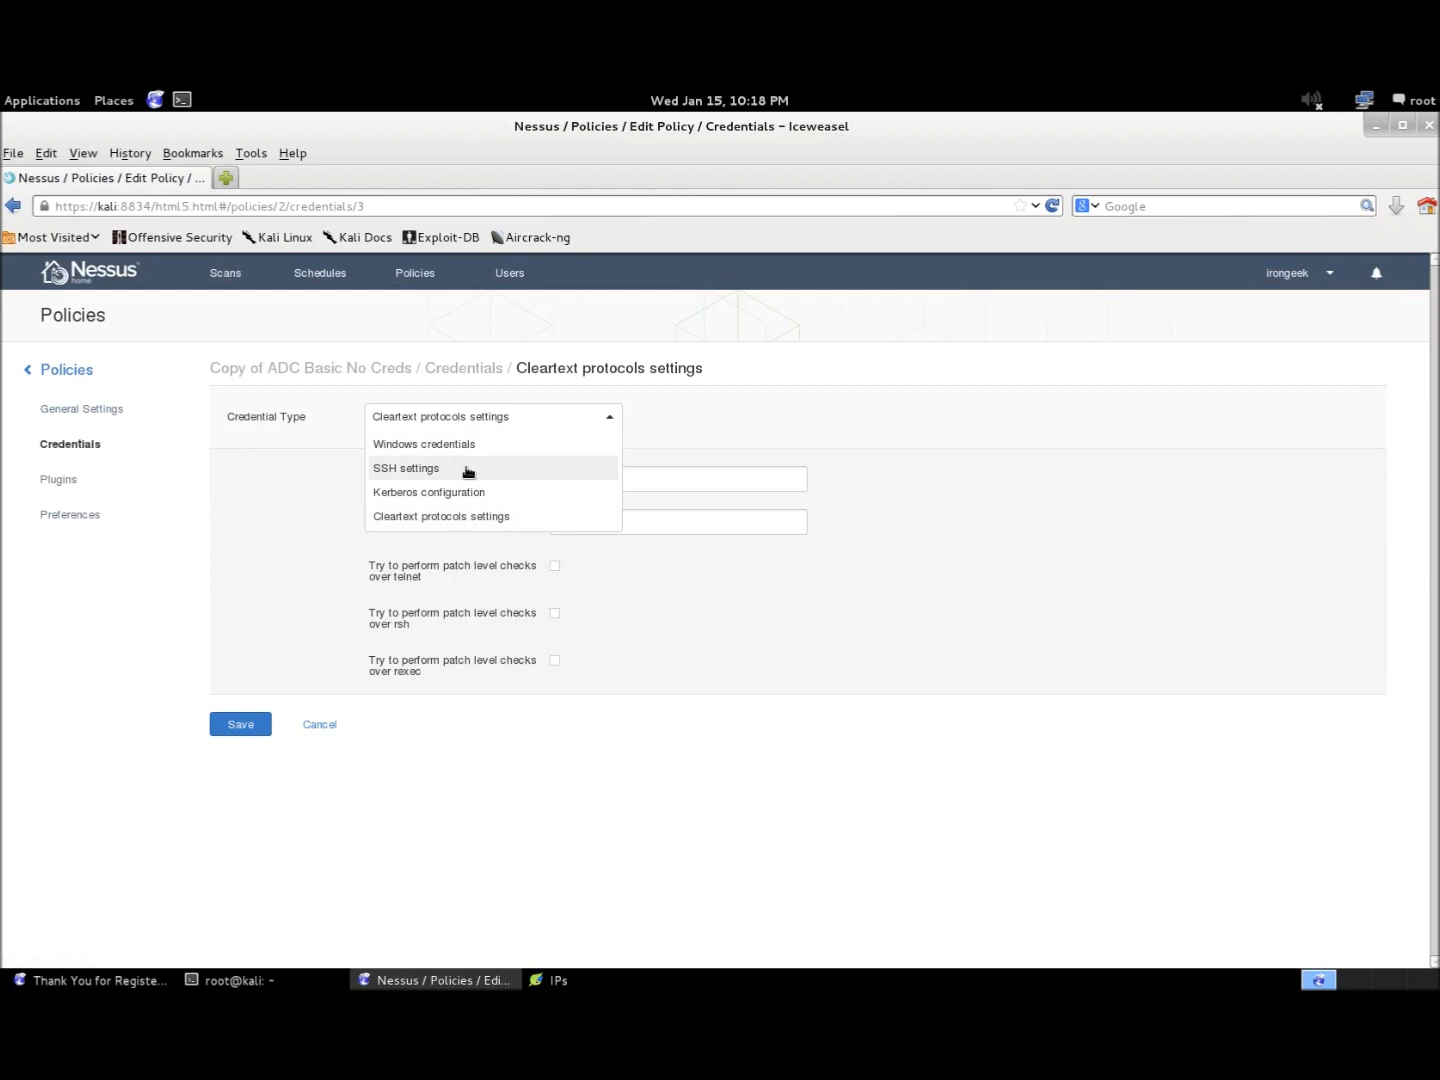 Applications Places Wed Jan 15, 10:18 PM root
Nessus / Policies / Edit Policy / Credentials - Iceweasel
File Edit View History Bookmarks Tools Help
Nessus / Policies / Edit Policy / ...
https://kali:8834/html5.html#/policies/2/credentials/3 Google
Most Visited Offensive Security Kali Linux Kali Docs Exploit-DB Aircrack-ng
Nessus home Scans Schedules Policies Users irongeek
Policies
Policies
General Settings
Credentials
Plugins
Preferences
Copy of ADC Basic No Creds / Credentials / Cleartext protocols settings
Credential Type Cleartext protocols settings
Windows credentials
SSH settings
Kerberos configuration
Cleartext protocols settings
Try to perform patch level checks
over telnet
Try to perform patch level checks
over rsh
Try to perform patch level checks
over rexec
Save Cancel
Thank You for Registe... root@kali: ~ Nessus / Policies / Edi... IPs